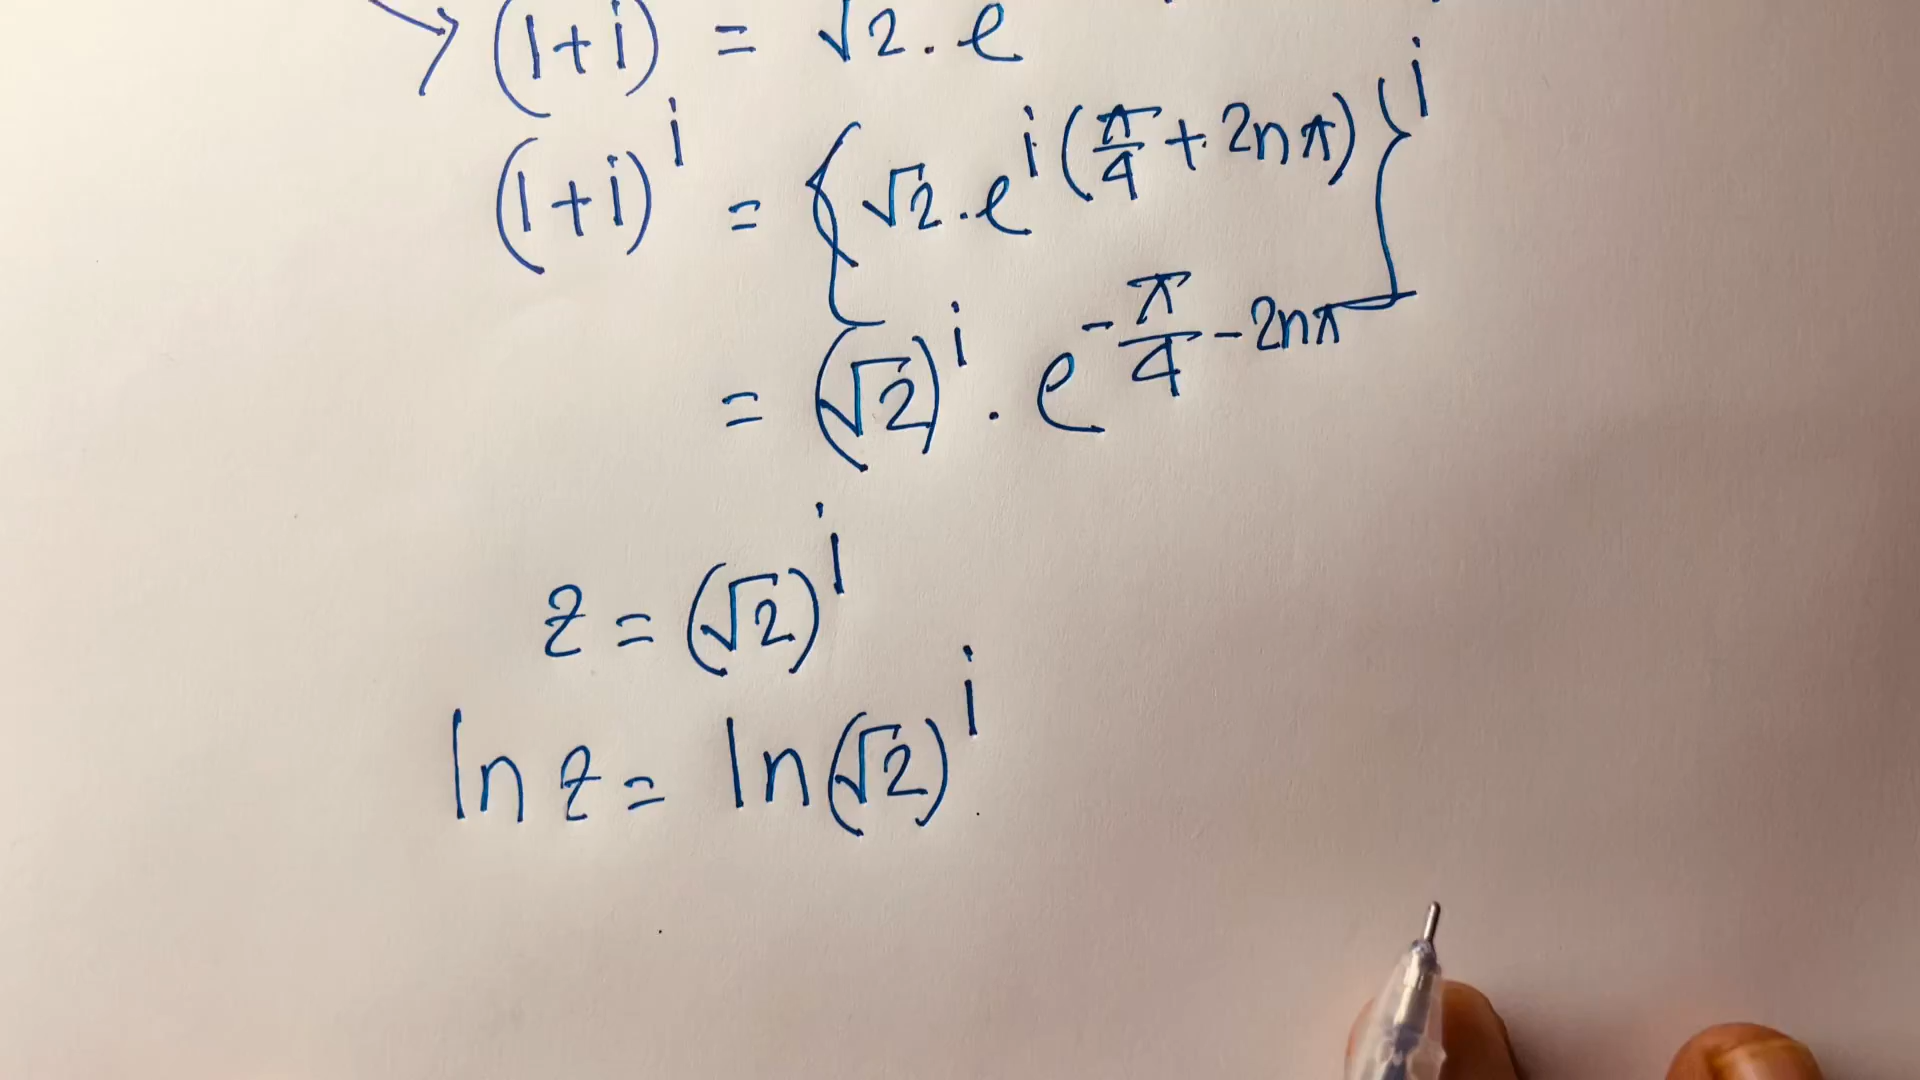 (1+i) = √2 . e
(1+i)^i = {√2 . e^i(π/4 + 2nπ)}^i
= (√2)^i . e^-π/4 - 2nπ
z = (√2)^i
ln z = ln(√2)^i